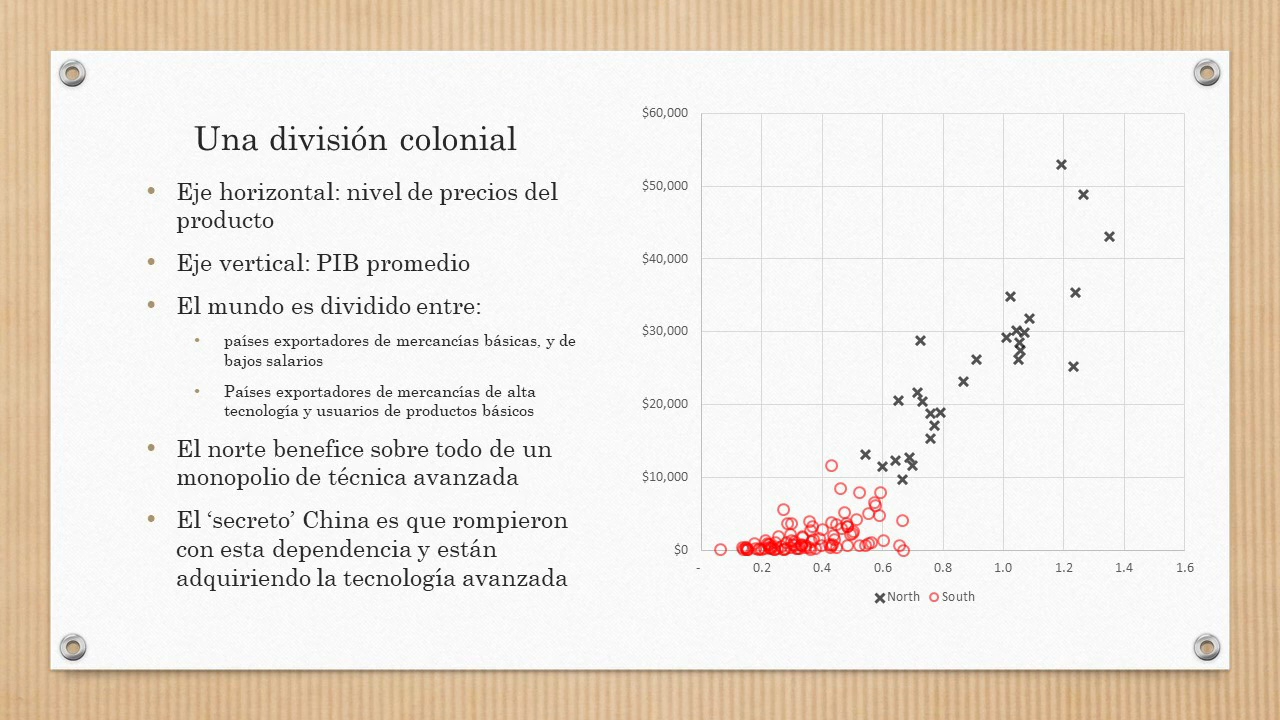 Una división colonial
• Eje horizontal: nivel de precios del
producto
• Eje vertical: PIB promedio
• El mundo es dividido entre:
• países exportadores de mercancías básicas, y de
bajos salarios
• Países exportadores de mercancías de alta
tecnología y usuarios de productos básicos
• El norte benefice sobre todo de un
monopolio de técnica avanzada
• El ‘secreto’ China es que rompieron
con esta dependencia y están
adquiriendo la tecnología avanzada
$60,000
$50,000
$40,000
$30,000
$20,000
$10,000
$0
- 0.2 0.4 0.6 0.8 1.0 1.2 1.4 1.6
North South